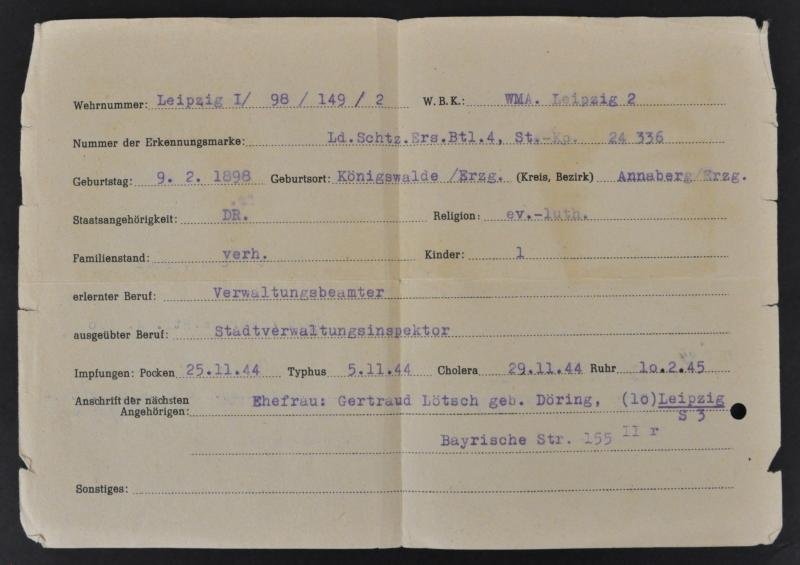 Wehrnummer: Leipzig I/ 98 / 149 / 2 W.B.K.: WMA. Leipzig 2
Nummer der Erkennungsmarke: Ld.Schtz.Ers.Btl.4, St.-Kp. 24 336
Geburtstag: 9. 2. 1898 Geburtsort: Königswalde /Erzg. (Kreis, Bezirk) Annaberg/Erzg.
Staatsangehörigkeit: DR. Religion: ev.-luth.
Familienstand: verh. Kinder: 1
erlernter Beruf: Verwaltungsbeamter
ausgeübter Beruf: Stadtverwaltungsinspektor
Impfungen: Pocken 25.11.44 Typhus 5.11.44 Cholera 29.11.44 Ruhr 1o.2.45
Anschrift der nächsten
Angehörigen: Ehefrau: Gertraud Lötsch geb. Döring, (1o)Leipzig
S 3
Bayrische Str. 155 II r
Sonstiges: